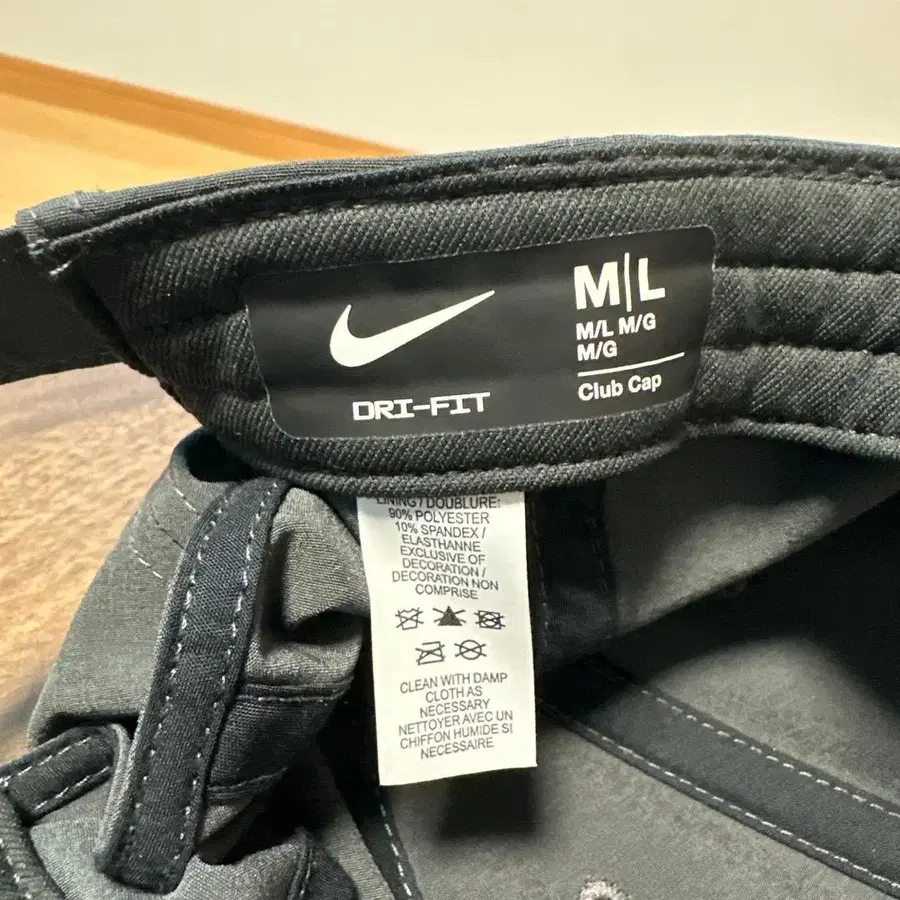 M|L
M/L M/G
M/G
Club Cap
DRI-FIT
LINING / DOUBLURE:
90% POLYESTER
10% SPANDEX /
ELASTHANNE
EXCLUSIVE OF
DECORATION /
DECORATION NON
COMPRISE
CLEAN WITH DAMP
CLOTH AS
NECESSARY
NETTOYER AVEC UN
CHIFFON HUMIDE SI
NECESSAIRE